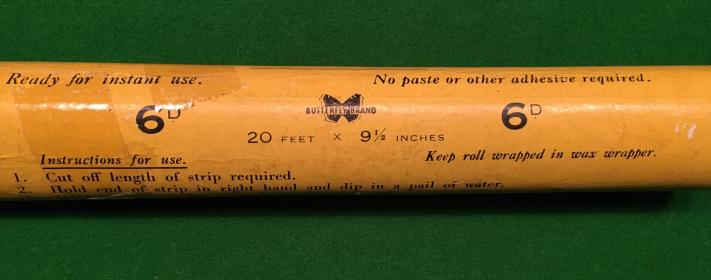 Ready for instant use.
No paste or other adhesive required.
6D
BUTTERFLY BRAND
6D
20 FEET × 9½ INCHES
Instructions for use.
Keep roll wrapped in wax wrapper.
1. Cut off length of strip required.
2. Hold end of strip in right hand and dip in a pail of water.